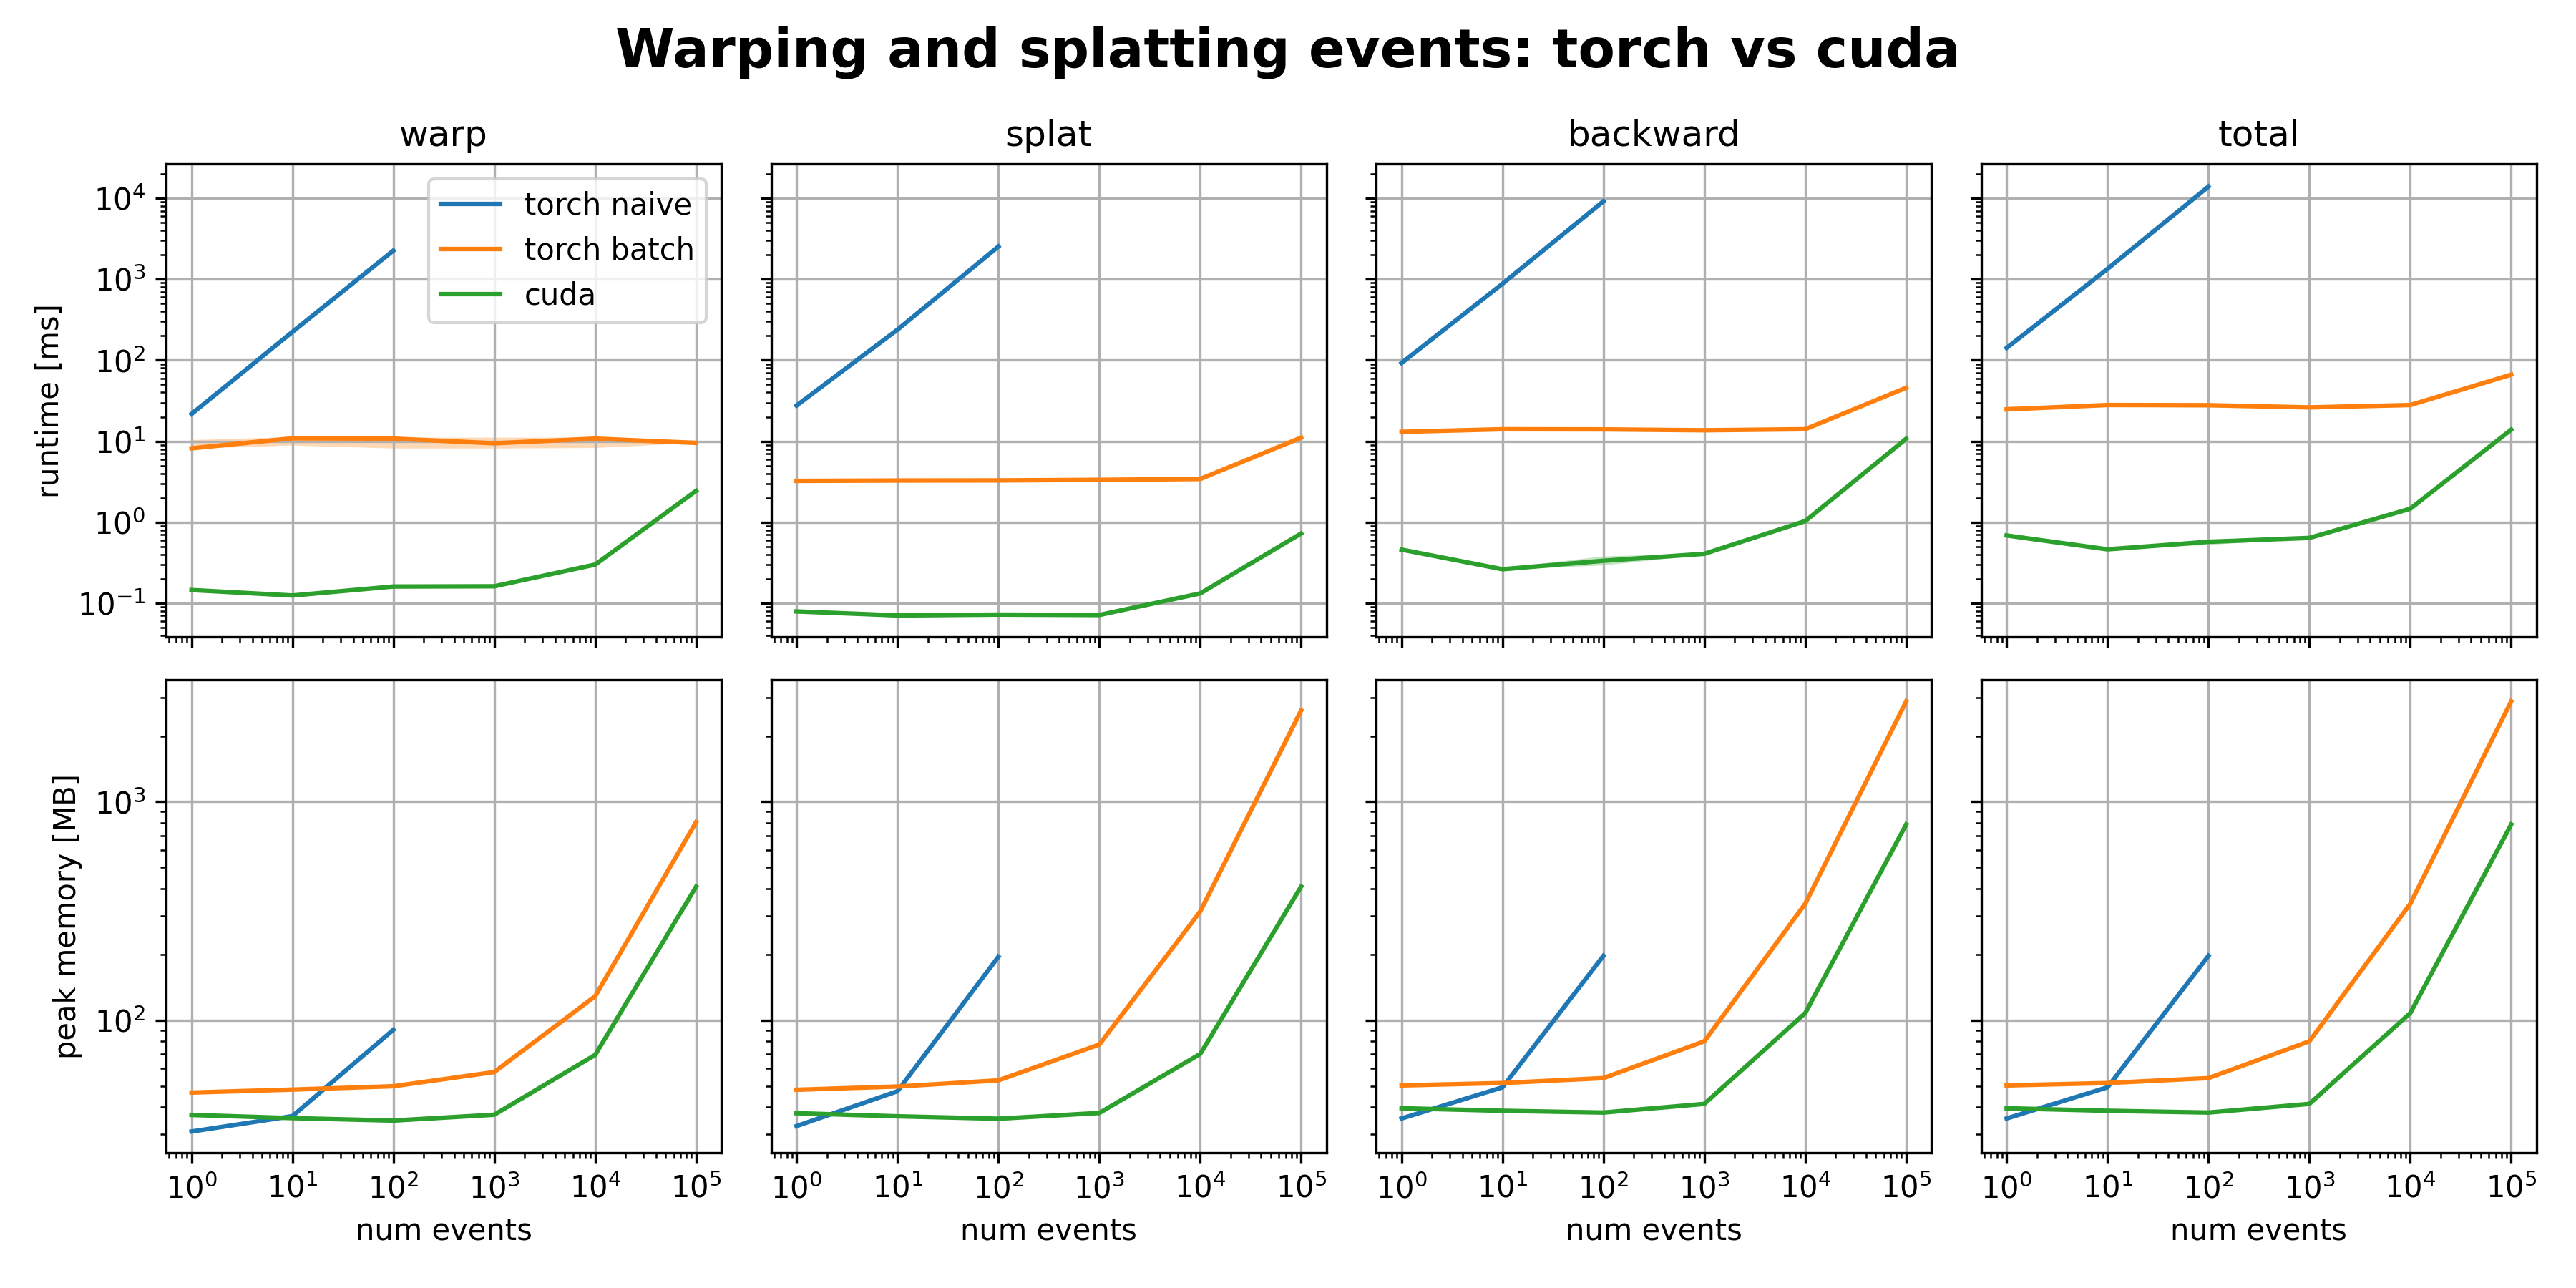 Warping and splatting events: torch vs cuda
warp splat backward total
torch naive
torch batch
cuda
runtime [ms]
10⁴
10³
10²
10¹
10⁰
10⁻¹
peak memory [MB]
10³
10²
10⁰ 10¹ 10² 10³ 10⁴ 10⁵ 10⁰ 10¹ 10² 10³ 10⁴ 10⁵ 10⁰ 10¹ 10² 10³ 10⁴ 10⁵ 10⁰ 10¹ 10² 10³ 10⁴ 10⁵
num events num events num events num events